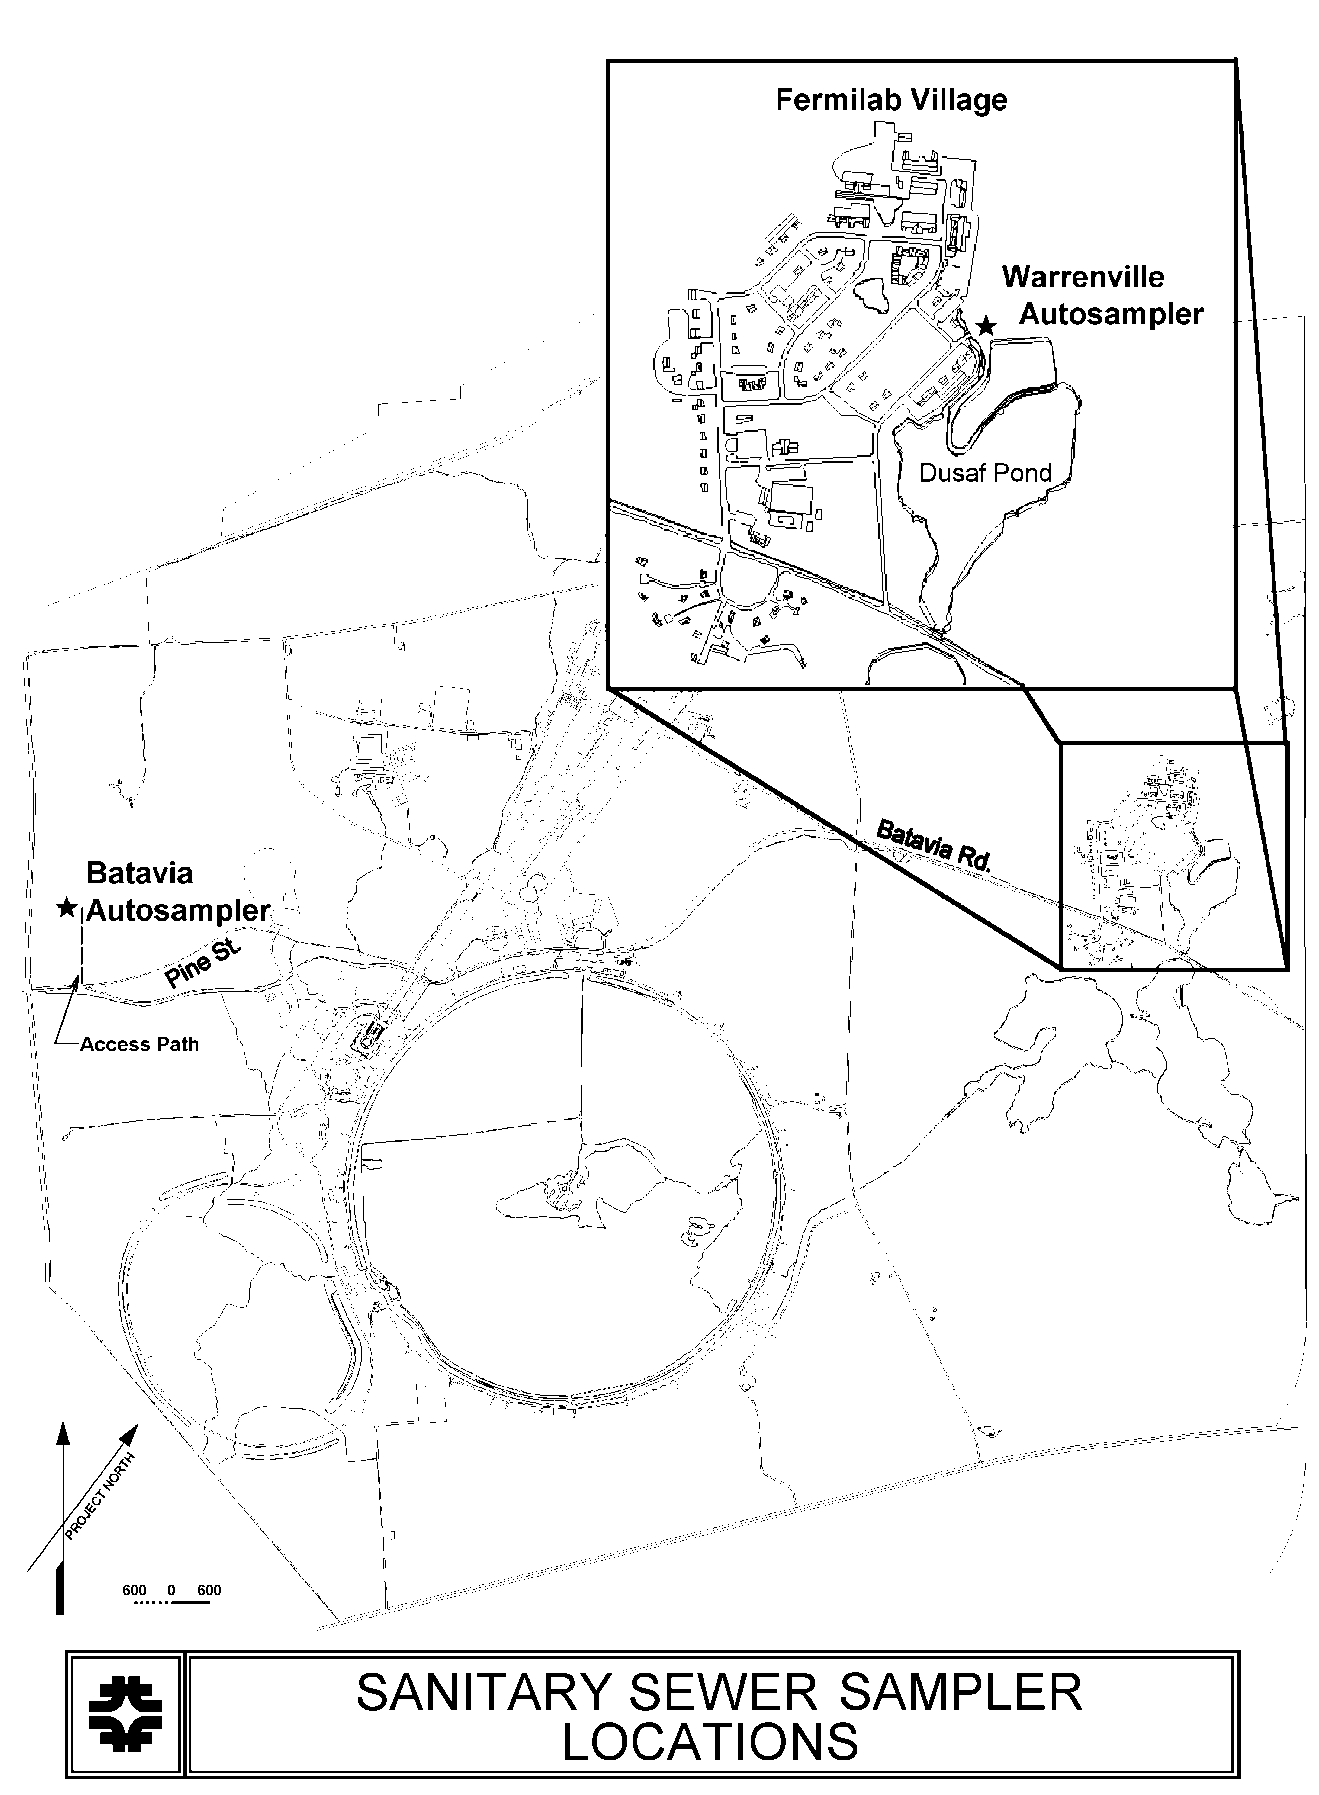 Fermilab Village
Warrenville
Autosampler
Dusaf Pond
Batavia Rd.
Batavia
Autosampler
Pine St.
Access Path
PROJECT NORTH
600 0 600
SANITARY SEWER SAMPLER
LOCATIONS